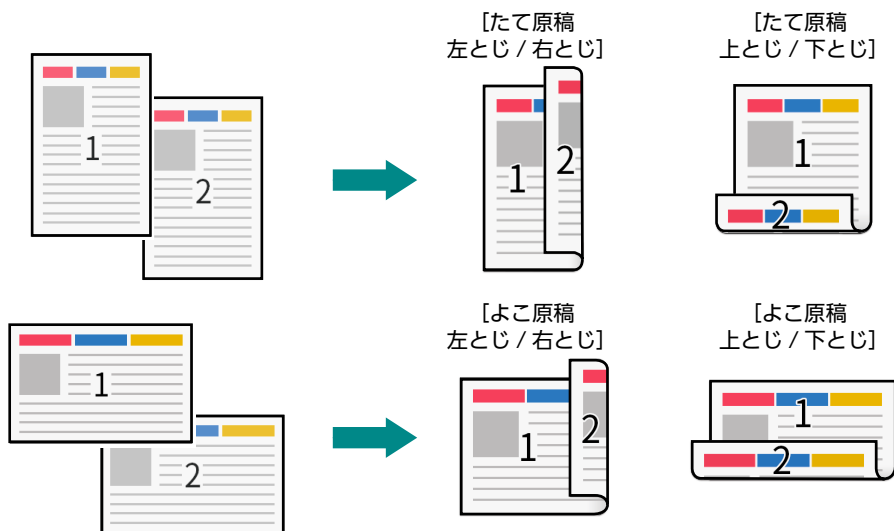 [たて原稿
左とじ / 右とじ]
[たて原稿
上とじ / 下とじ]
1
2
1
2
1
2
[よこ原稿
左とじ / 右とじ]
[よこ原稿
上とじ / 下とじ]
1
2
1
2
1
2